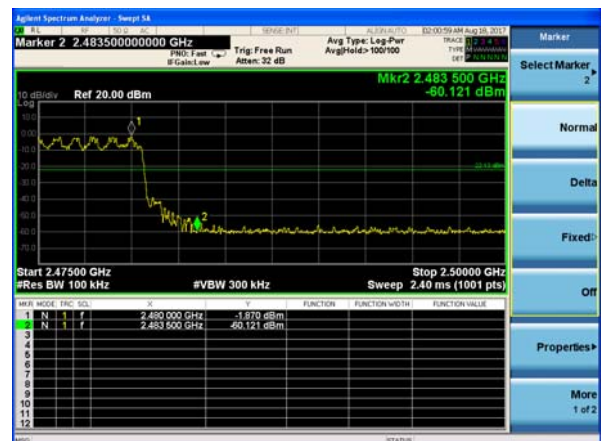 Agilent Spectrum Analyzer - Swept SA
RL RF 50 Ω AC SENSE:INT ALIGN AUTO 02:00:59 AM Aug 18, 2017
Marker 2 2.483500000000 GHz
PNO: Fast
IFGain:Low
Trig: Free Run
Atten: 32 dB
Avg Type: Log-Pwr
Avg|Hold:>100/100
TRACE 1 2 3 4 5 6
TYPE
DET P N N N N N
Mkr2 2.483 500 GHz
-60.121 dBm
10 dB/div
Log
Ref 20.00 dBm
10.0
0.00
-10.0
-20.0
-30.0
-40.0
-50.0
-60.0
-70.0
1
2
Start 2.47500 GHz
Stop 2.50000 GHz
#Res BW 100 kHz
#VBW 300 kHz
Sweep 2.40 ms (1001 pts)
MKR MODE TRC SCL X Y FUNCTION FUNCTION WIDTH FUNCTION VALUE
1 N 1 f 2.480 000 GHz -1.870 dBm
2 N 1 f 2.483 500 GHz -60.121 dBm
3
4
5
6
7
8
9
10
11
12
MSG STATUS
Marker
Select Marker
2
Normal
Delta
Fixed
Off
Properties
More
1 of 2